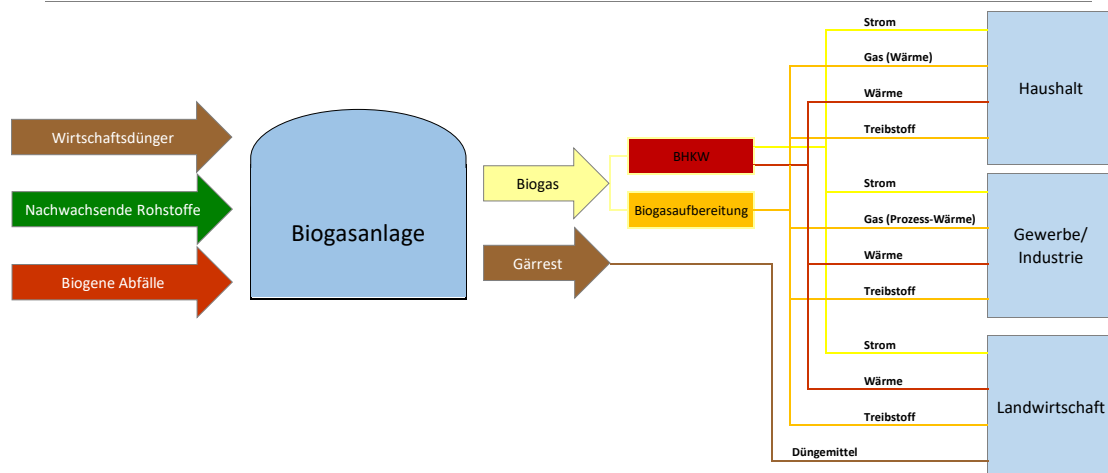 Wirtschaftsdünger
Nachwachsende Rohstoffe
Biogene Abfälle
Biogasanlage
Biogas
Gärrest
BHKW
Biogasaufbereitung
Strom
Gas (Wärme)
Wärme
Treibstoff
Haushalt
Strom
Gas (Prozess-Wärme)
Wärme
Treibstoff
Gewerbe/
Industrie
Strom
Wärme
Treibstoff
Düngemittel
Landwirtschaft